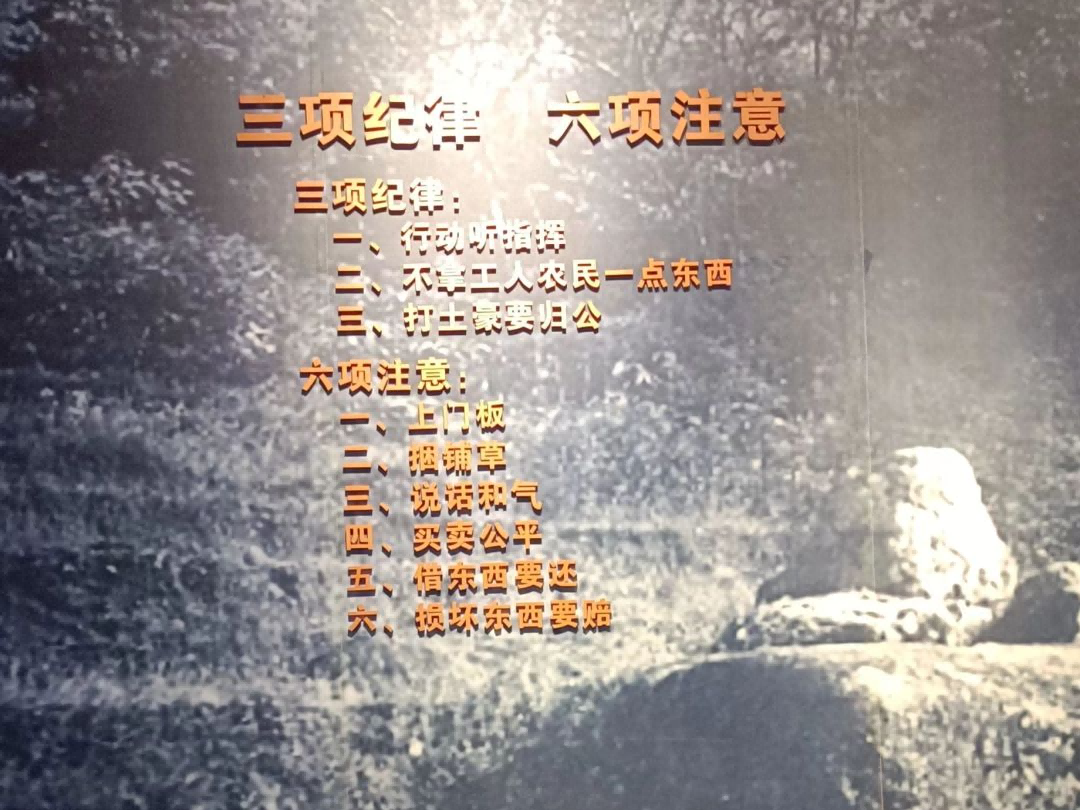 三项纪律 六项注意
三项纪律：
一、行动听指挥
二、不拿工人农民一点东西
三、打土豪要归公
六项注意：
一、上门板
二、捆铺草
三、说话和气
四、买卖公平
五、借东西要还
六、损坏东西要赔